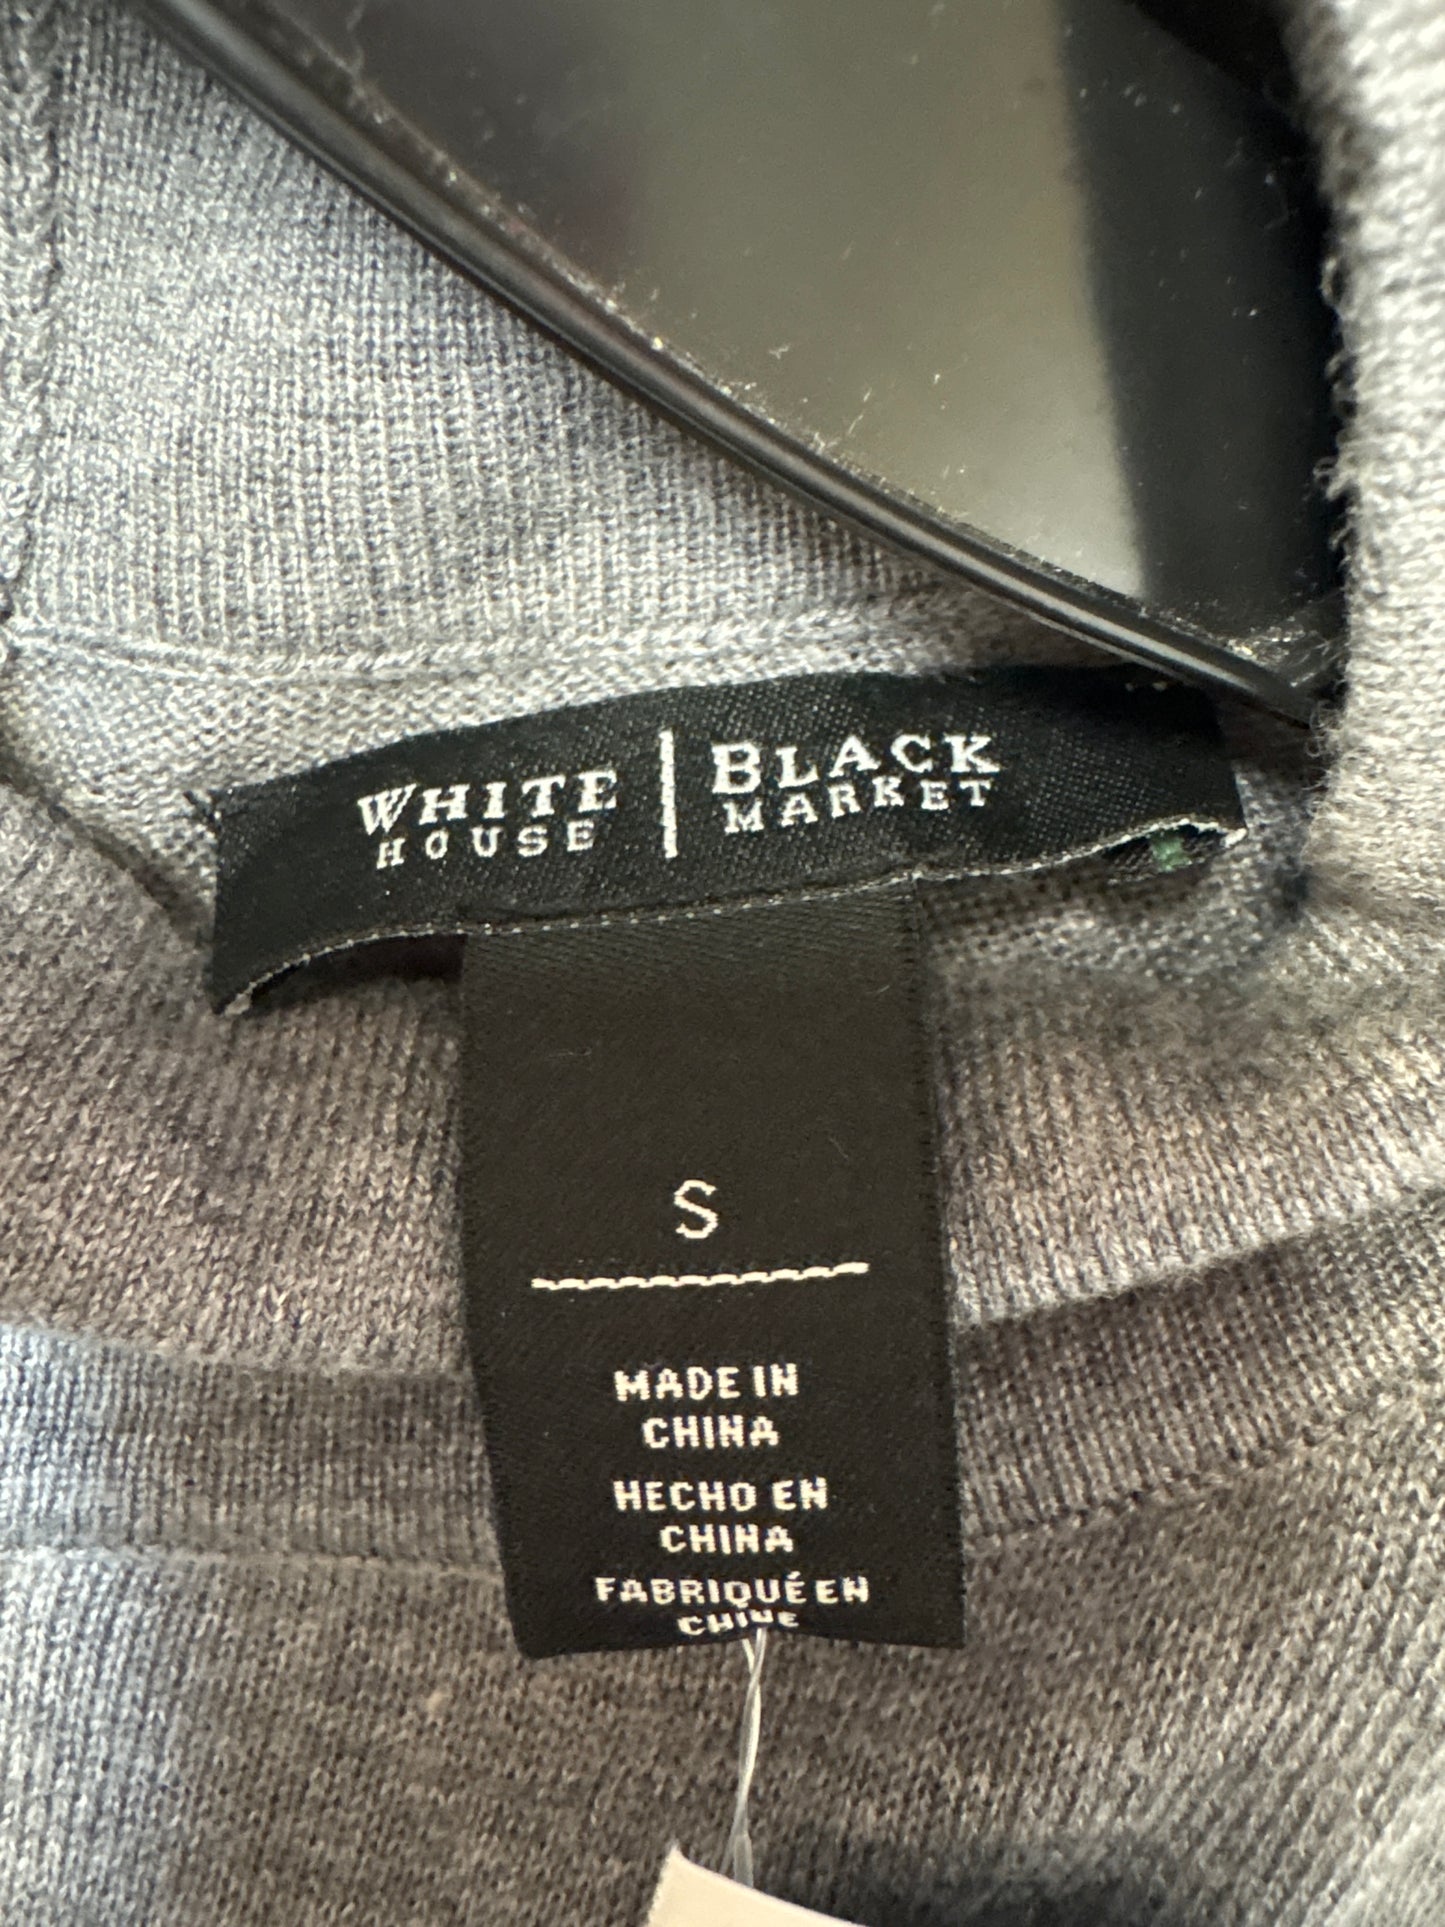 WHITE HOUSE | BLACK MARKET
S
MADE IN
CHINA
HECHO EN
CHINA
FABRIQUÉ EN
CHINE